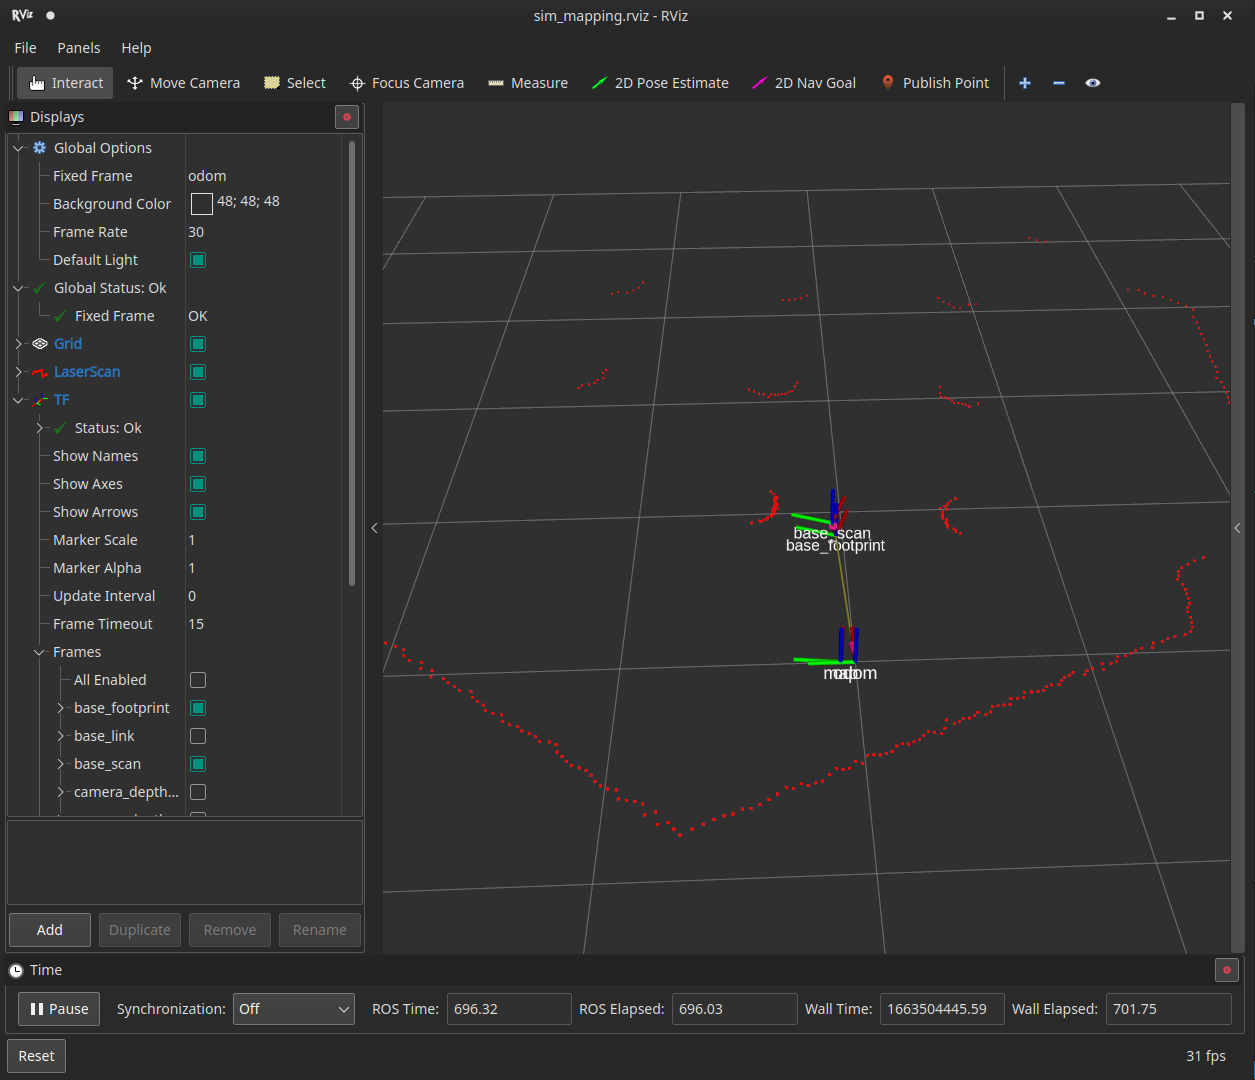 RViz
sim_mapping.rviz - RViz
File Panels Help
Interact Move Camera Select Focus Camera Measure 2D Pose Estimate 2D Nav Goal Publish Point
Displays
Global Options
Fixed Frame odom
Background Color 48; 48; 48
Frame Rate 30
Default Light
Global Status: Ok
Fixed Frame OK
Grid
LaserScan
TF
Status: Ok
Show Names
Show Axes
Show Arrows
Marker Scale 1
Marker Alpha 1
Update Interval 0
Frame Timeout 15
Frames
All Enabled
base_footprint
base_link
base_scan
camera_depth...
base_scan
base_footprint
Add Duplicate Remove Rename
Time
Pause Synchronization: Off ROS Time: 696.32 ROS Elapsed: 696.03 Wall Time: 1663504445.59 Wall Elapsed: 701.75
Reset 31 fps